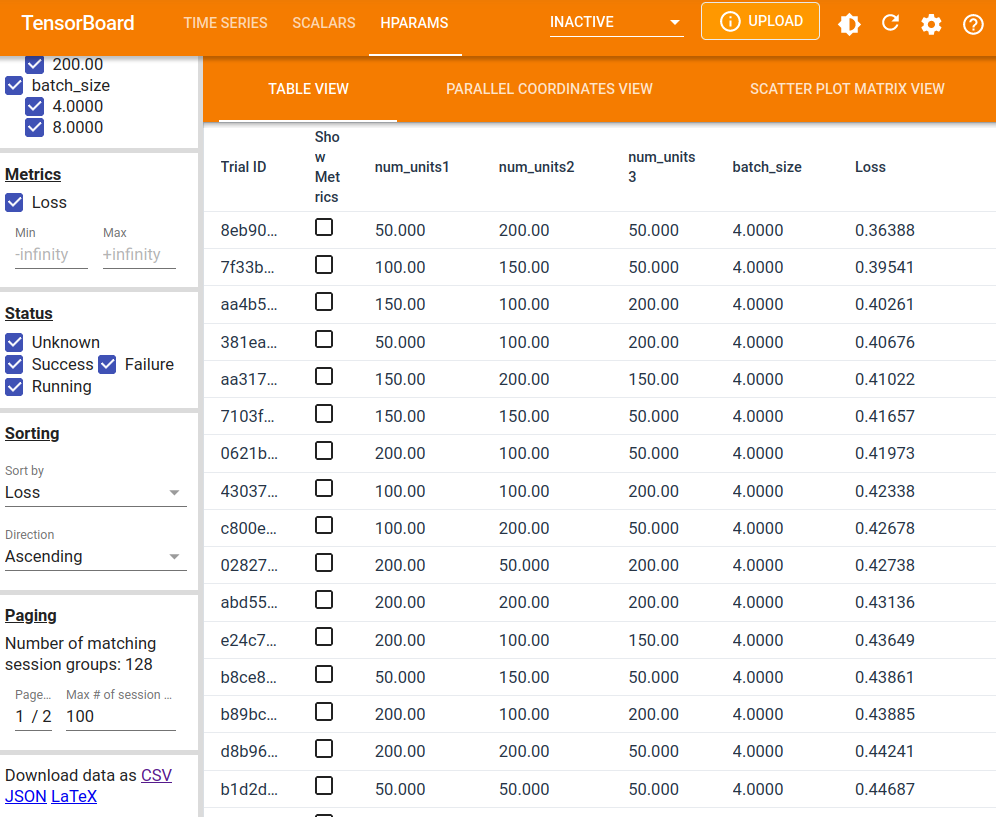 TensorBoard TIME SERIES SCALARS HPARAMS INACTIVE UPLOAD
200.00
batch_size
4.0000
8.0000
Metrics
Loss
Min Max
-infinity +infinity
Status
Unknown
Success Failure
Running
Sorting
Sort by
Loss
Direction
Ascending
Paging
Number of matching
session groups: 128
Page... Max # of session ...
1 / 2 100
Download data as CSV
JSON LaTeX
TABLE VIEW PARALLEL COORDINATES VIEW SCATTER PLOT MATRIX VIEW
Trial ID Sho
w
Met
rics num_units1 num_units2 num_units
3 batch_size Loss
8eb90... 50.000 200.00 50.000 4.0000 0.36388
7f33b... 100.00 150.00 50.000 4.0000 0.39541
aa4b5... 150.00 100.00 200.00 4.0000 0.40261
381ea... 50.000 100.00 200.00 4.0000 0.40676
aa317... 150.00 200.00 150.00 4.0000 0.41022
7103f... 150.00 150.00 50.000 4.0000 0.41657
0621b... 200.00 100.00 50.000 4.0000 0.41973
43037... 100.00 100.00 200.00 4.0000 0.42338
c800e... 100.00 200.00 50.000 4.0000 0.42678
02827... 200.00 50.000 200.00 4.0000 0.42738
abd55... 200.00 200.00 200.00 4.0000 0.43136
e24c7... 200.00 100.00 150.00 4.0000 0.43649
b8ce8... 50.000 150.00 50.000 4.0000 0.43861
b89bc... 200.00 100.00 200.00 4.0000 0.43885
d8b96... 200.00 200.00 50.000 4.0000 0.44241
b1d2d... 50.000 50.000 50.000 4.0000 0.44687